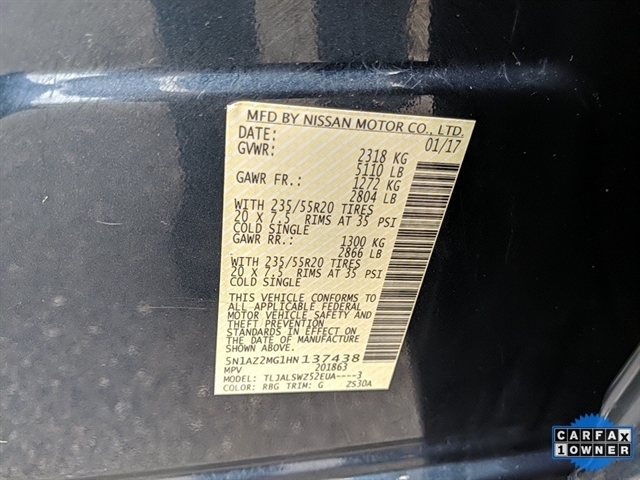 MFD BY NISSAN MOTOR CO., LTD.
DATE: 01/17
GVWR: 2318 KG
5110 LB
GAWR FR.: 1272 KG
2804 LB
WITH 235/55R20 TIRES
20 X 7.5 RIMS AT 35 PSI
COLD SINGLE
GAWR RR.: 1300 KG
2866 LB
WITH 235/55R20 TIRES
20 X 7.5 RIMS AT 35 PSI
COLD SINGLE
THIS VEHICLE CONFORMS TO
ALL APPLICABLE FEDERAL
MOTOR VEHICLE SAFETY AND
THEFT PREVENTION
STANDARDS IN EFFECT ON
THE DATE OF MANUFACTURE
5N1AZ2MG1HN137438
MPV 201863
MODEL: TLJALSWZ52EUA----3
COLOR: RBG TRIM: G ZS30A
CARFAX
1 OWNER